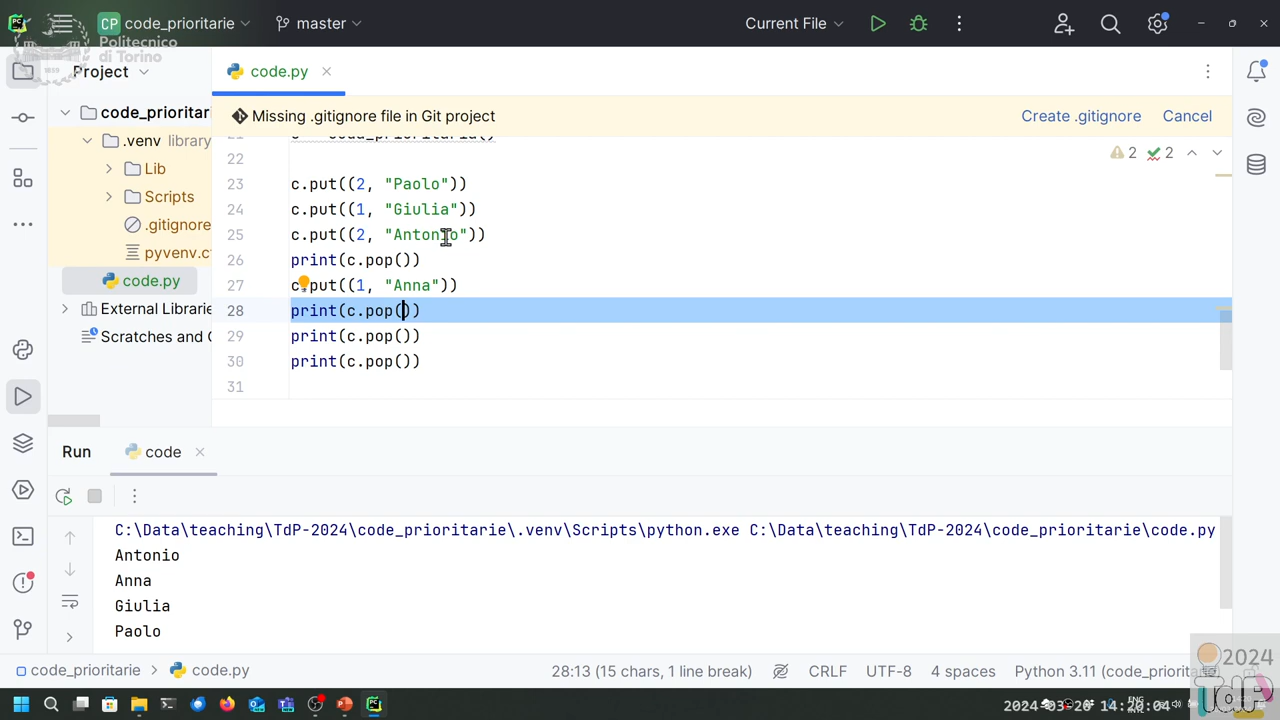 CP code_prioritarie
master
Current File
Politecnico
di Torino
Project
code.py
Missing .gitignore file in Git project
Create .gitignore
Cancel
code_prioritari
.venv library
Lib
Scripts
.gitignore
pyvenv.c
code.py
External Librarie
Scratches and C
22
23 c.put((2, "Paolo"))
24 c.put((1, "Giulia"))
25 c.put((2, "Antonio"))
26 print(c.pop())
27 c.put((1, "Anna"))
28 print(c.pop())
29 print(c.pop())
30 print(c.pop())
31
2 2
Run
code
C:\Data\teaching\TdP-2024\code_prioritarie\.venv\Scripts\python.exe C:\Data\teaching\TdP-2024\code_prioritarie\code.py
Antonio
Anna
Giulia
Paolo
code_prioritarie > code.py
28:13 (15 chars, 1 line break)
CRLF
UTF-8
4 spaces
Python 3.11 (code_priorita
2024
TdP